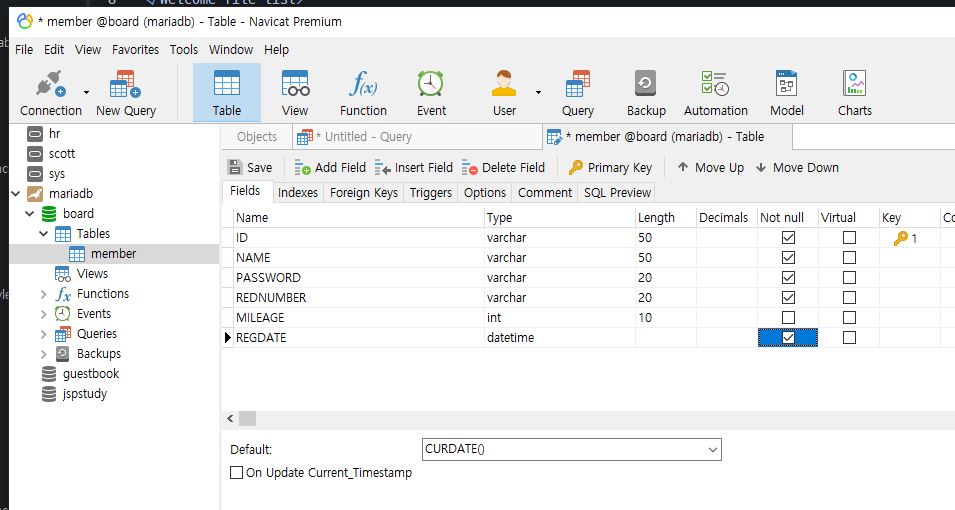 8 </welcome-file-list>
* member @board (mariadb) - Table - Navicat Premium
File Edit View Favorites Tools Window Help
Connection New Query Table View Function Event User Query Backup Automation Model Charts
hr
scott
sys
mariadb
board
Tables
member
Views
Functions
Events
Queries
Backups
guestbook
jspstudy
Objects * Untitled - Query * member @board (mariadb) - Table
Save Add Field Insert Field Delete Field Primary Key Move Up Move Down
Fields Indexes Foreign Keys Triggers Options Comment SQL Preview
Name Type Length Decimals Not null Virtual Key Co
ID varchar 50 1
NAME varchar 50
PASSWORD varchar 20
REDNUMBER varchar 20
MILEAGE int 10
REGDATE datetime
Default: CURDATE()
On Update Current_Timestamp